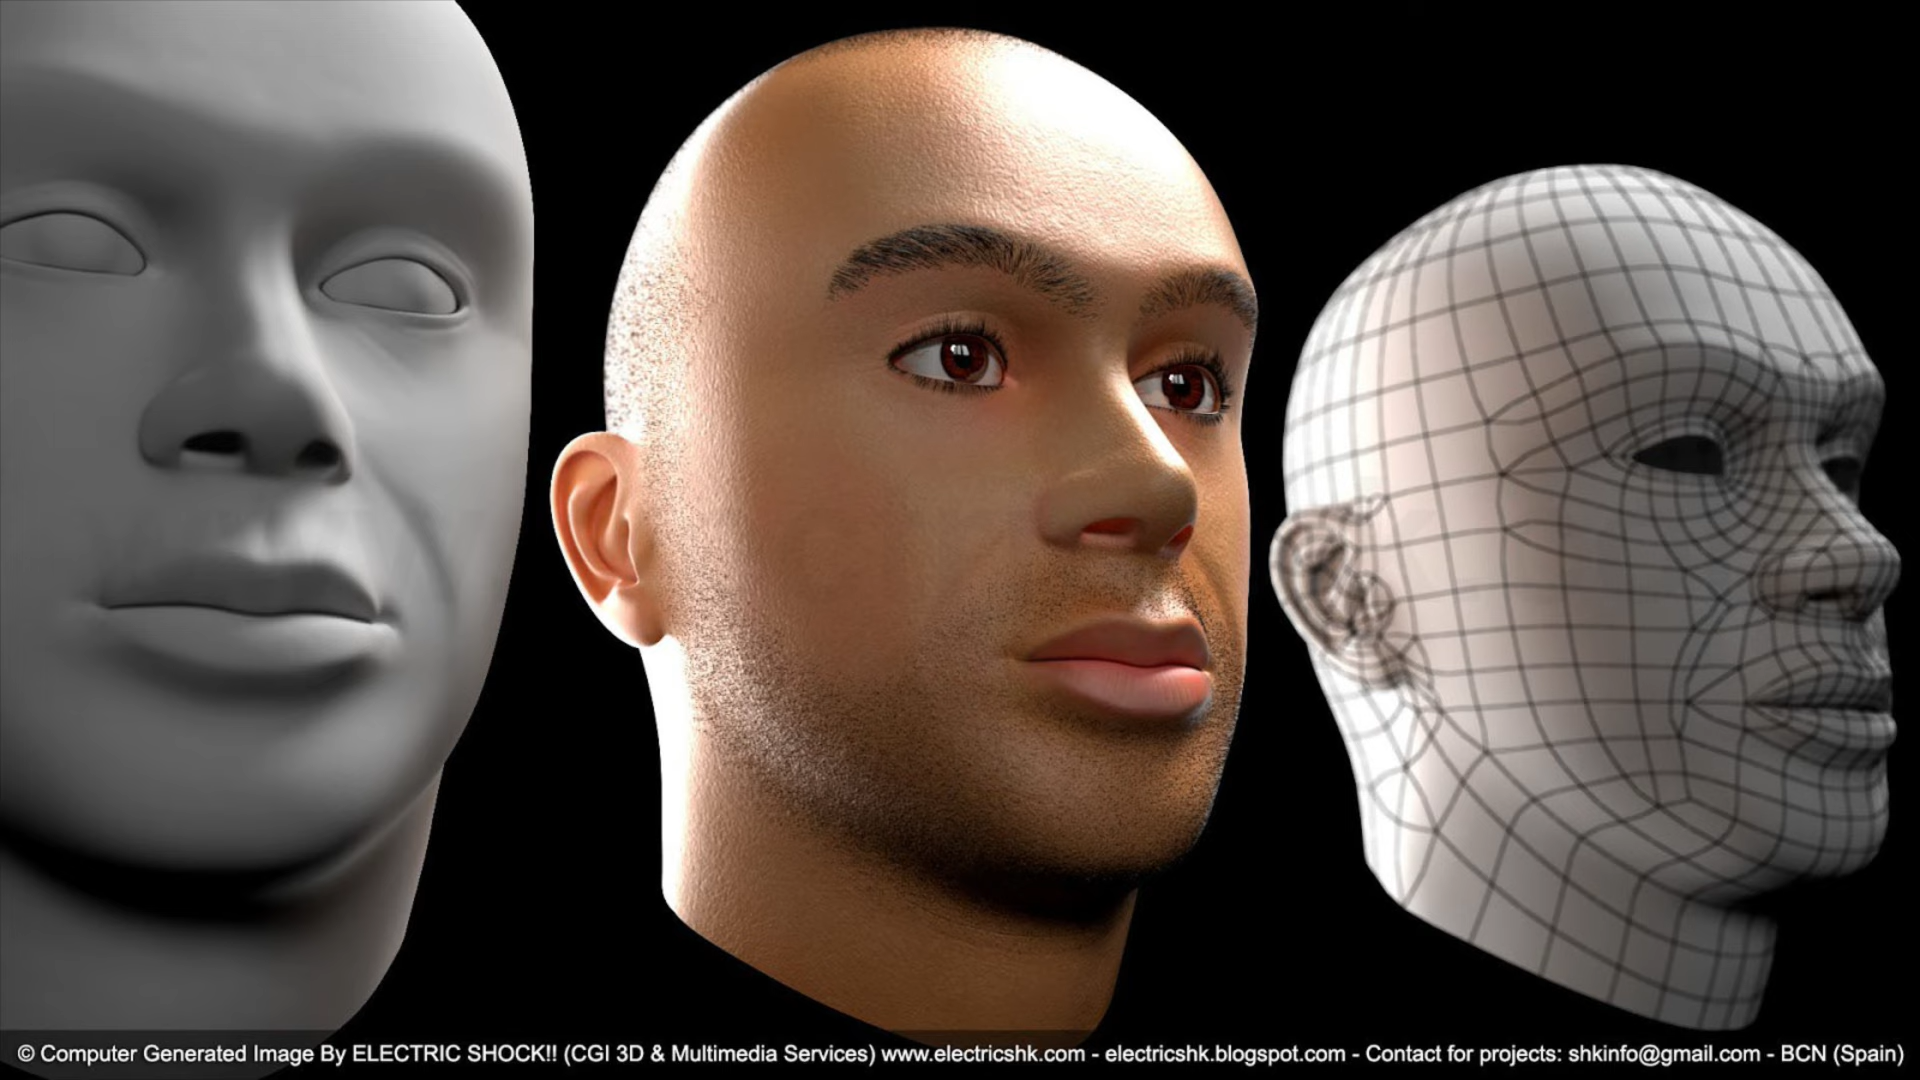 © Computer Generated Image By ELECTRIC SHOCK!! (CGI 3D & Multimedia Services) www.electricshk.com - electricshk.blogspot.com - Contact for projects: shkinfo@gmail.com - BCN (Spain)